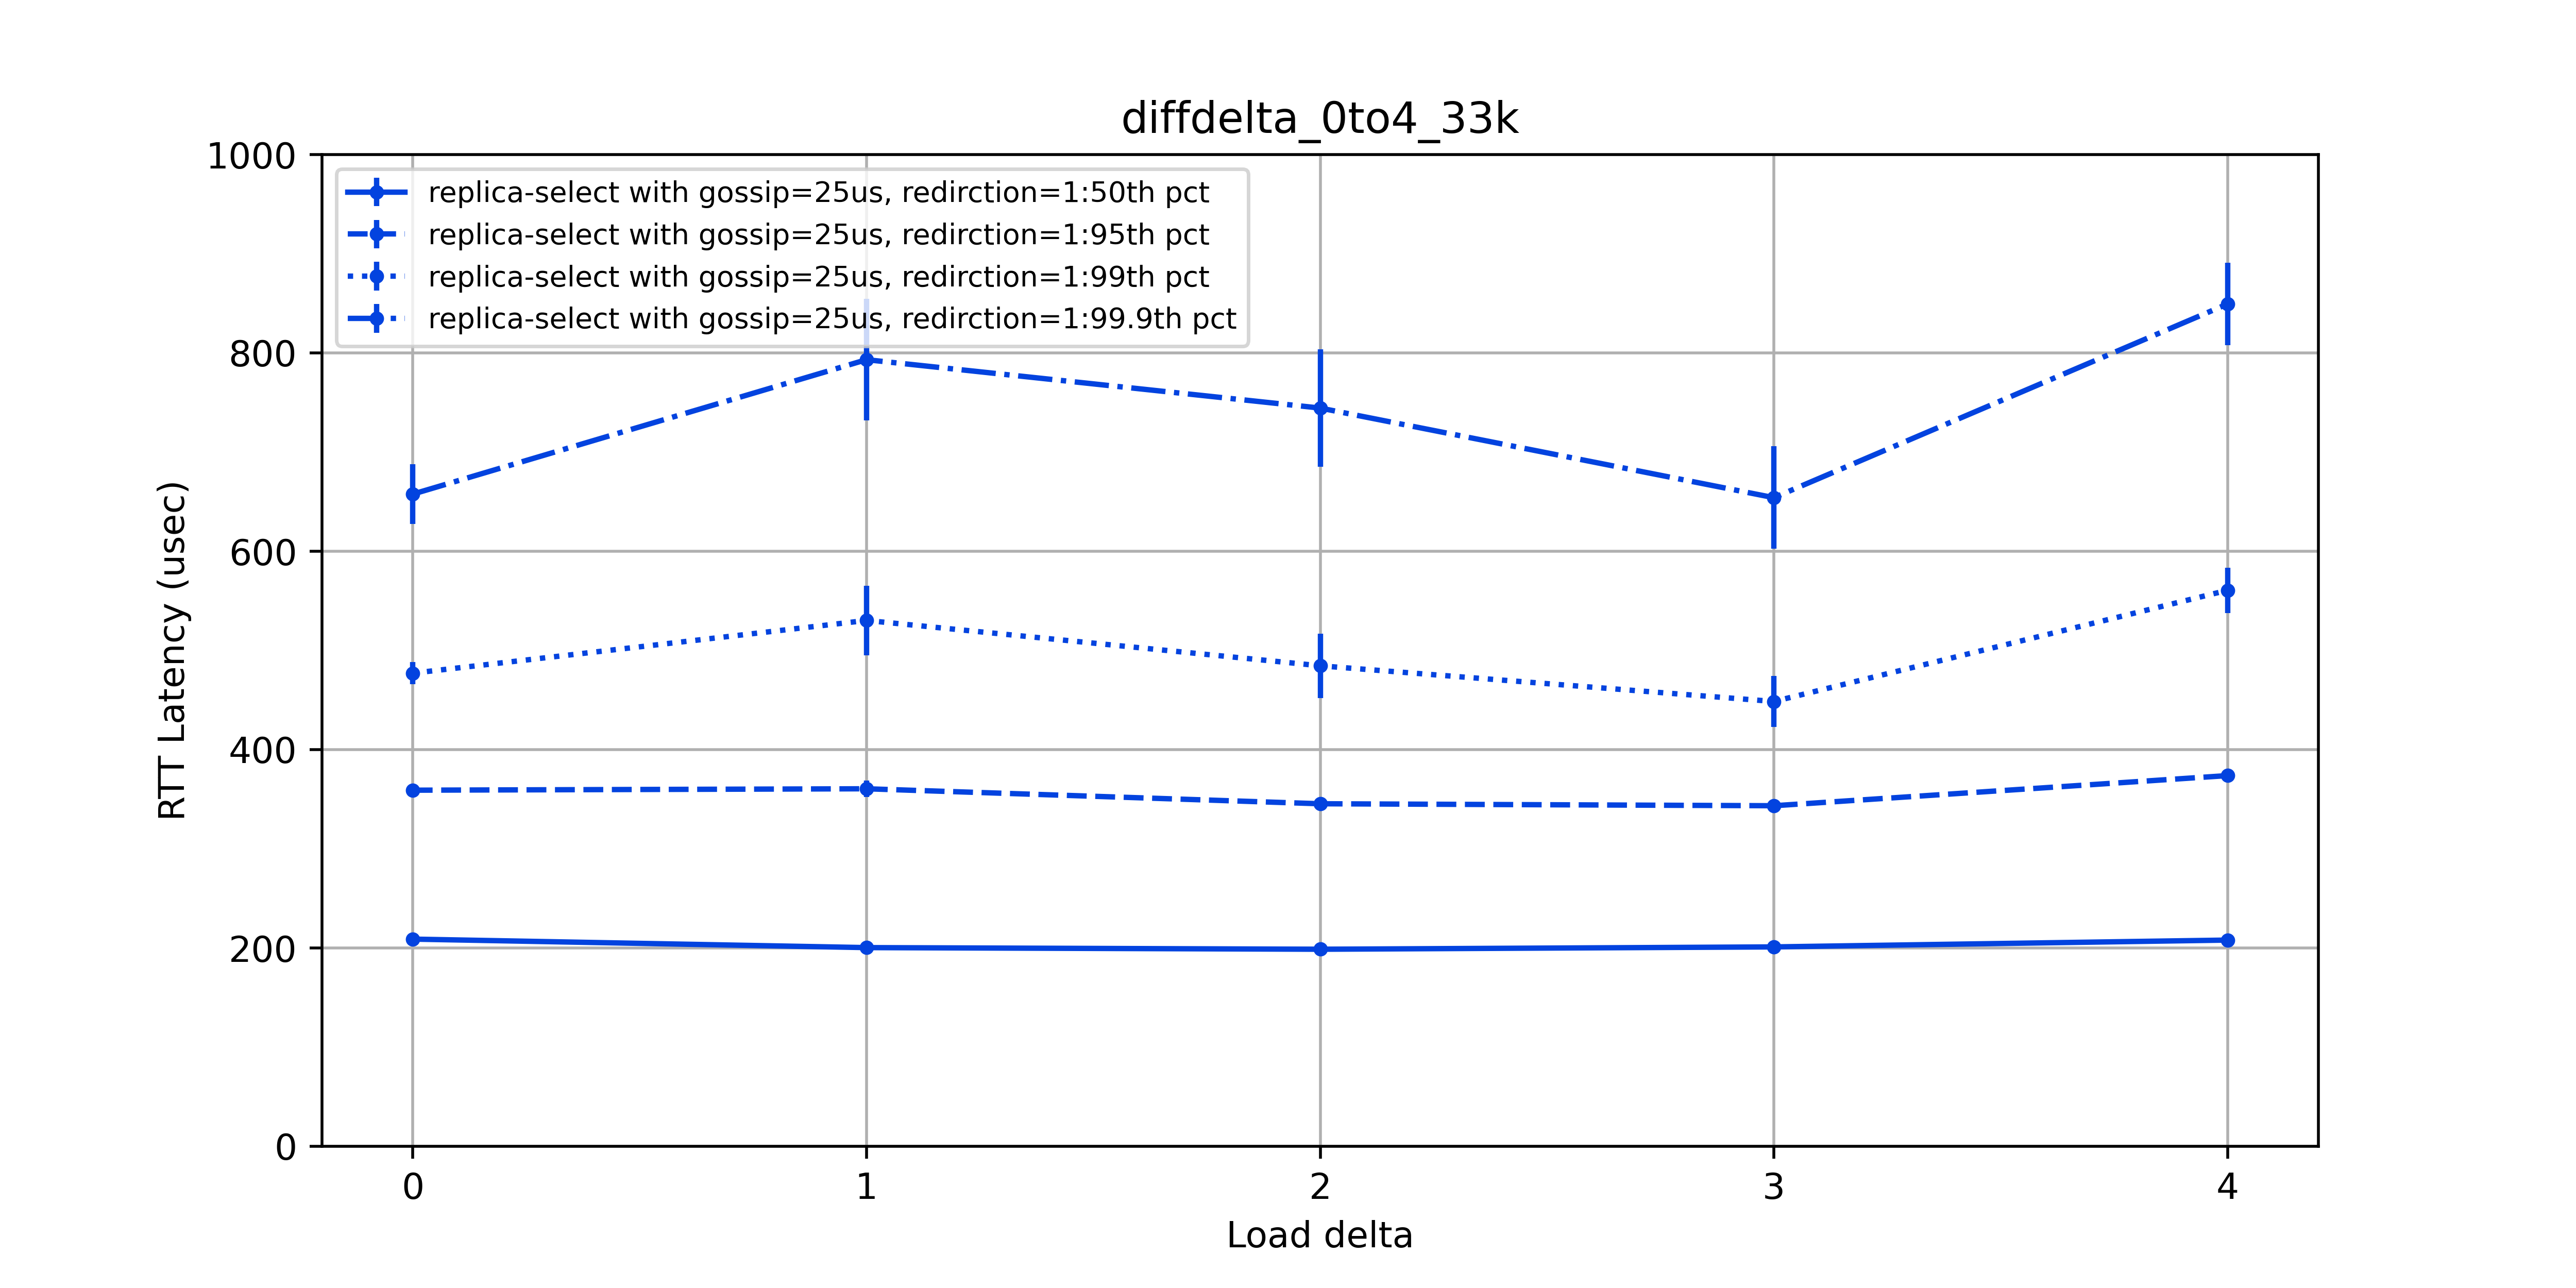 diffdelta_0to4_33k
1000
800
600
400
200
0
RTT Latency (usec)
replica-select with gossip=25us, redirction=1:50th pct
replica-select with gossip=25us, redirction=1:95th pct
replica-select with gossip=25us, redirction=1:99th pct
replica-select with gossip=25us, redirction=1:99.9th pct
0 1 2 3 4
Load delta